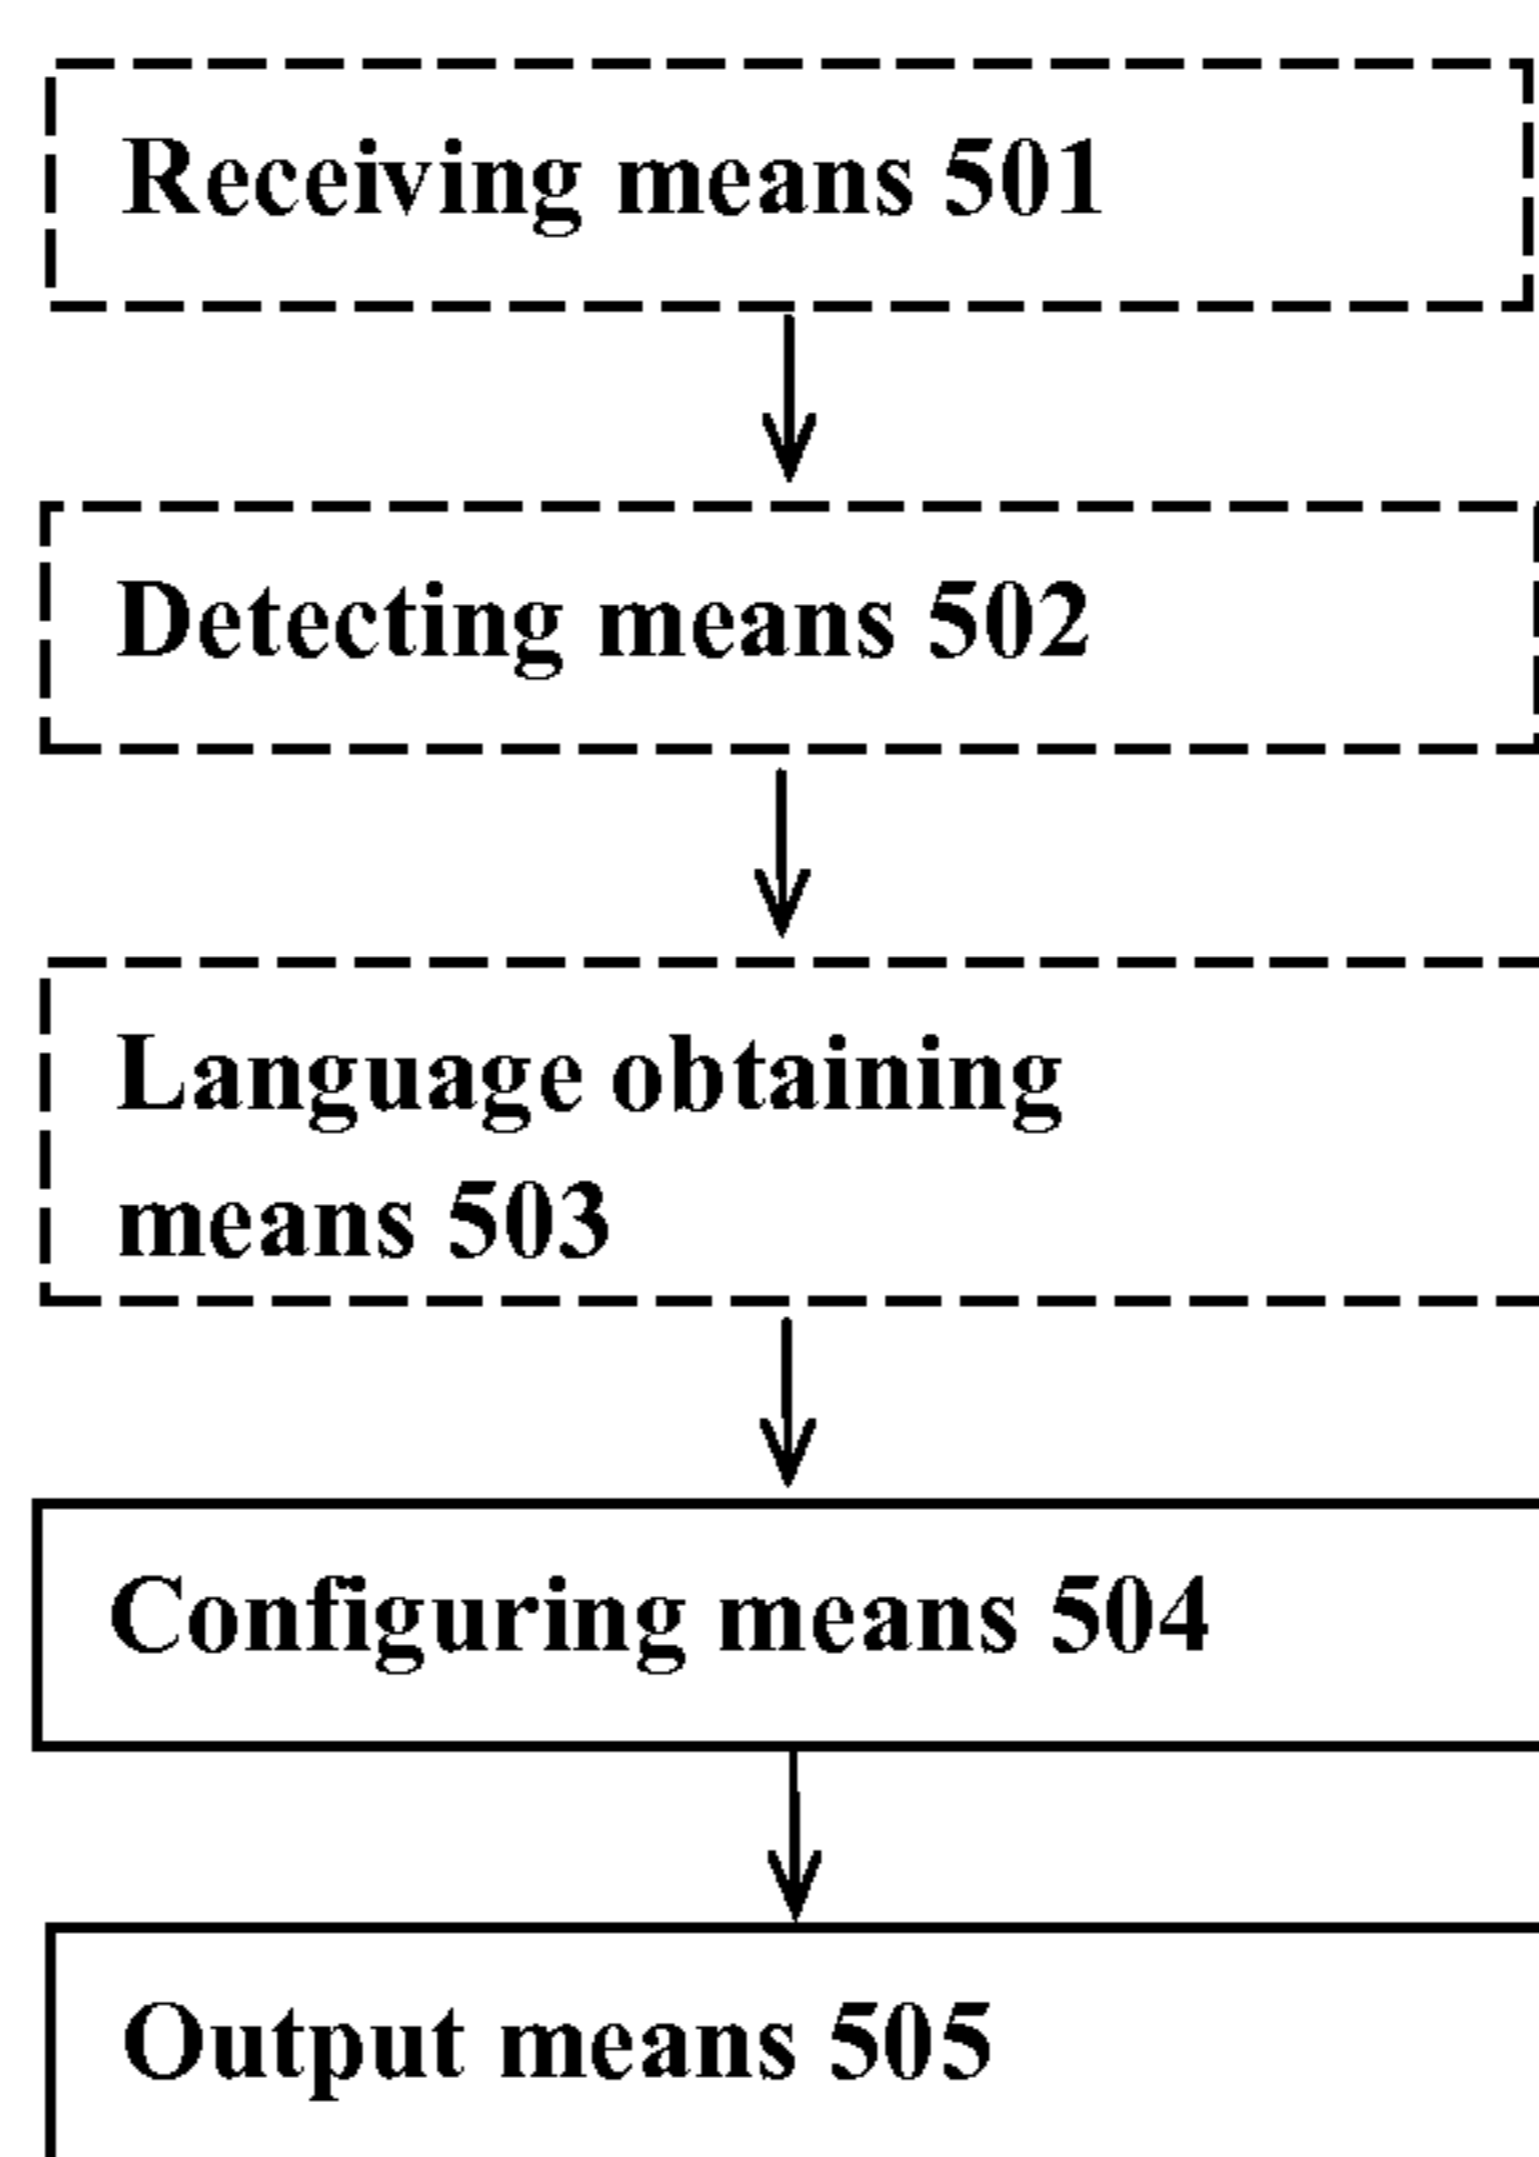 Receiving means 501
Detecting means 502
Language obtaining
means 503
Configuring means 504
Output means 505